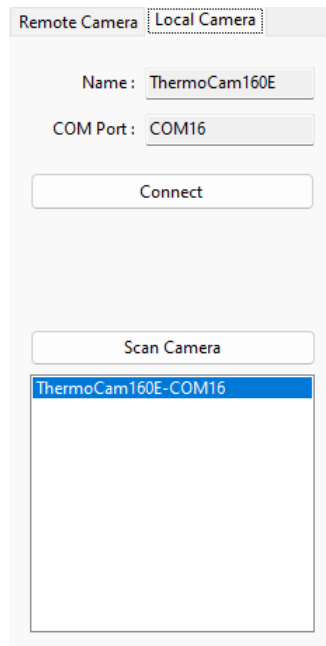 Remote Camera Local Camera
Name : ThermoCam160E
COM Port : COM16
Connect
Scan Camera
ThermoCam160E-COM16